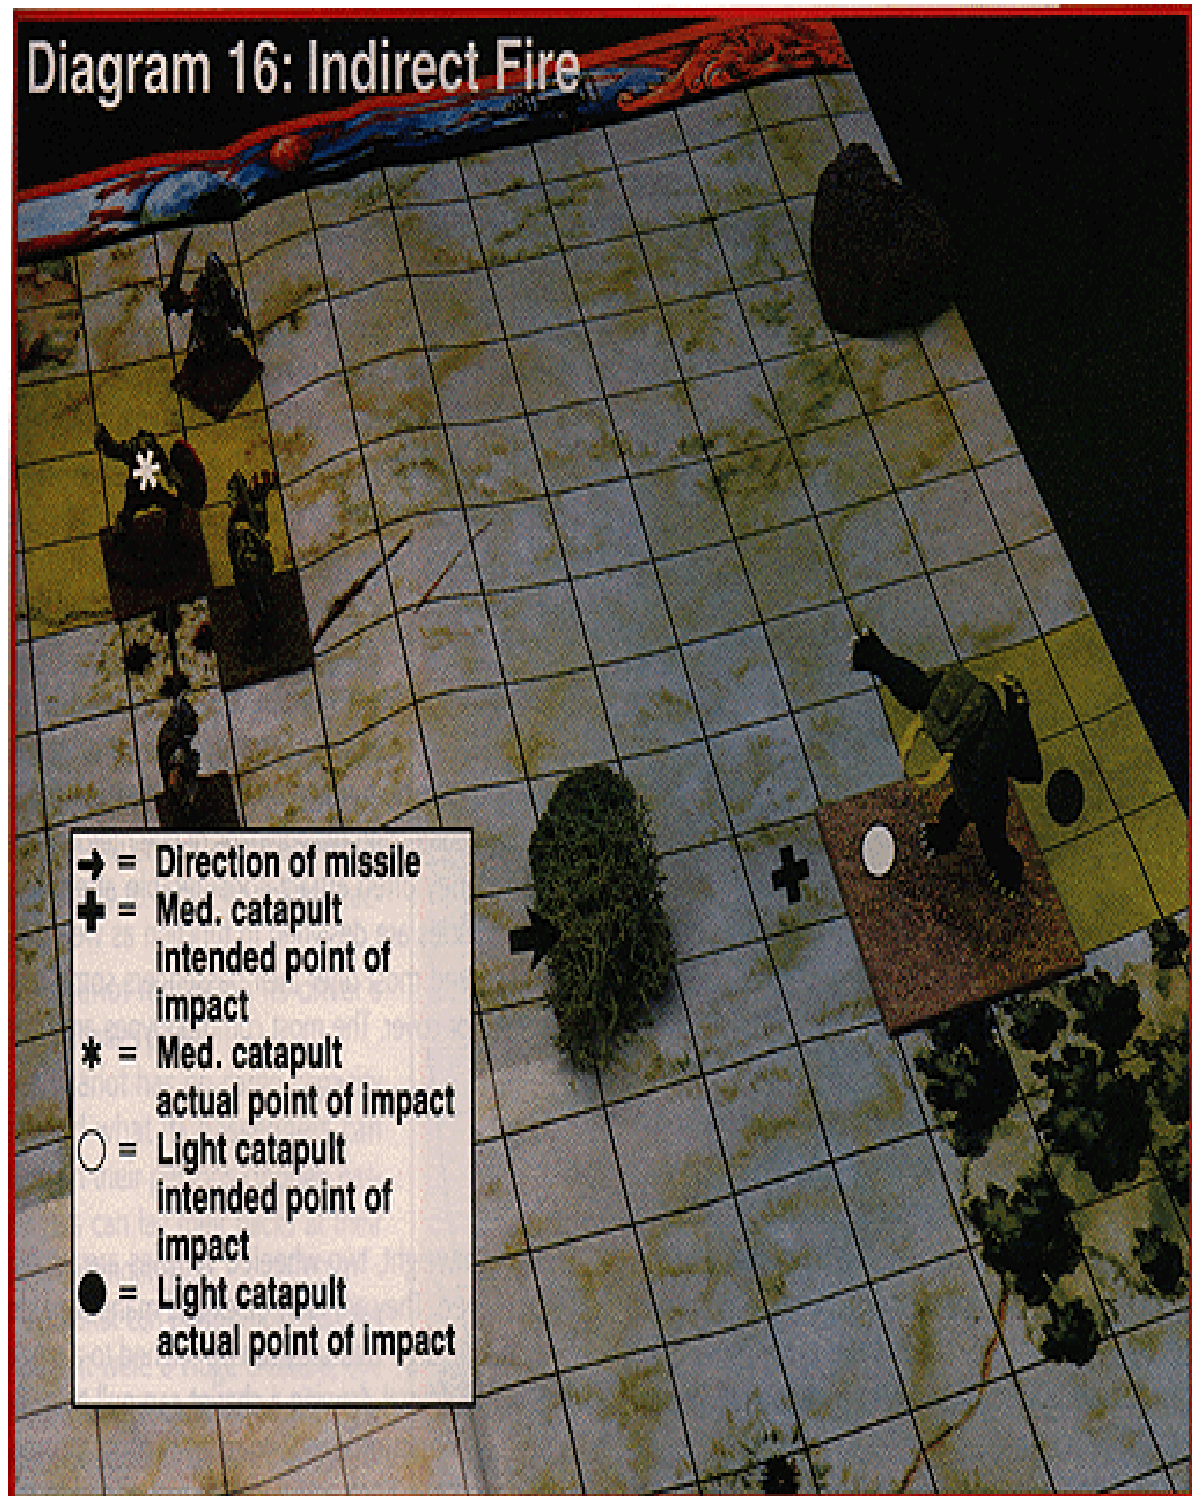 Diagram 16: Indirect Fire
➔ = Direction of missile
✚ = Med. catapult
intended point of
impact
* = Med. catapult
actual point of impact
○ = Light catapult
intended point of
impact
● = Light catapult
actual point of impact